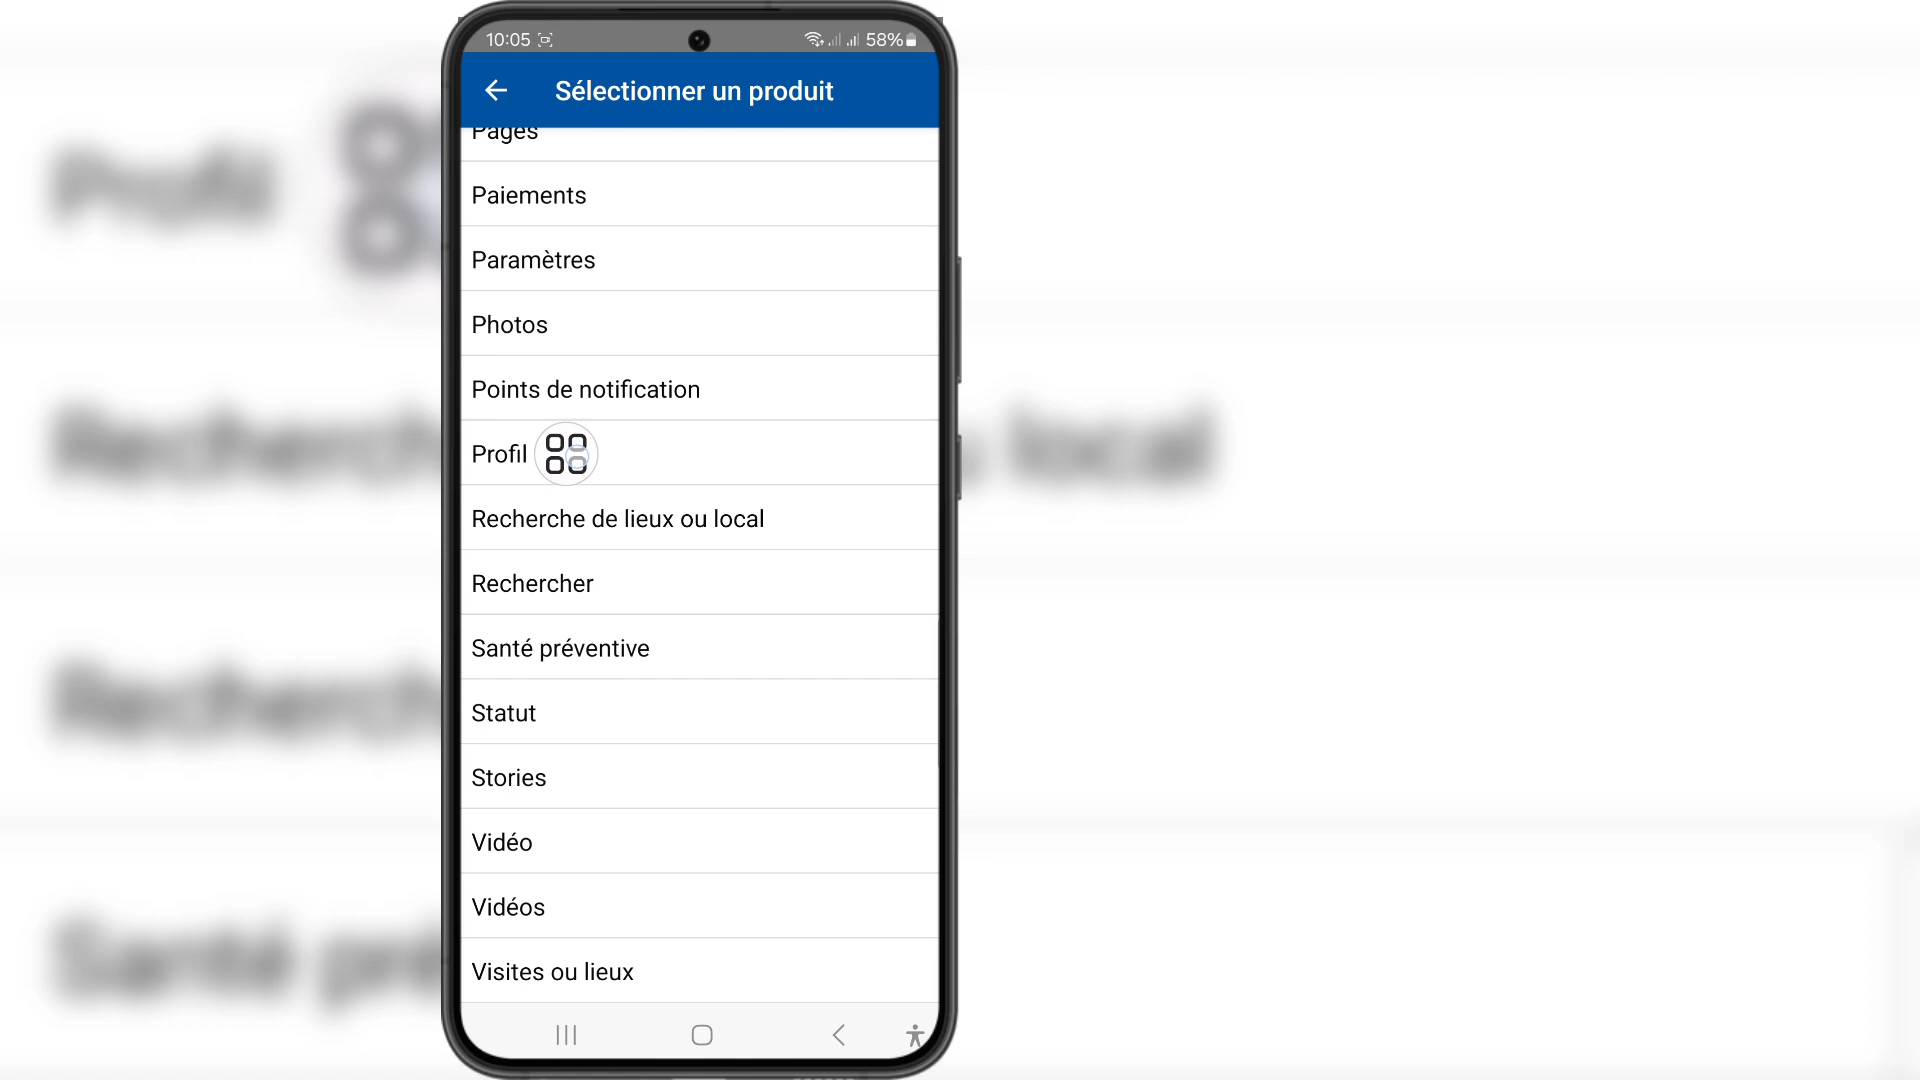 10:05
58%
Sélectionner un produit
Pages
Paiements
Paramètres
Photos
Points de notification
Profil
Recherche de lieux ou local
Rechercher
Santé préventive
Statut
Stories
Vidéo
Vidéos
Visites ou lieux